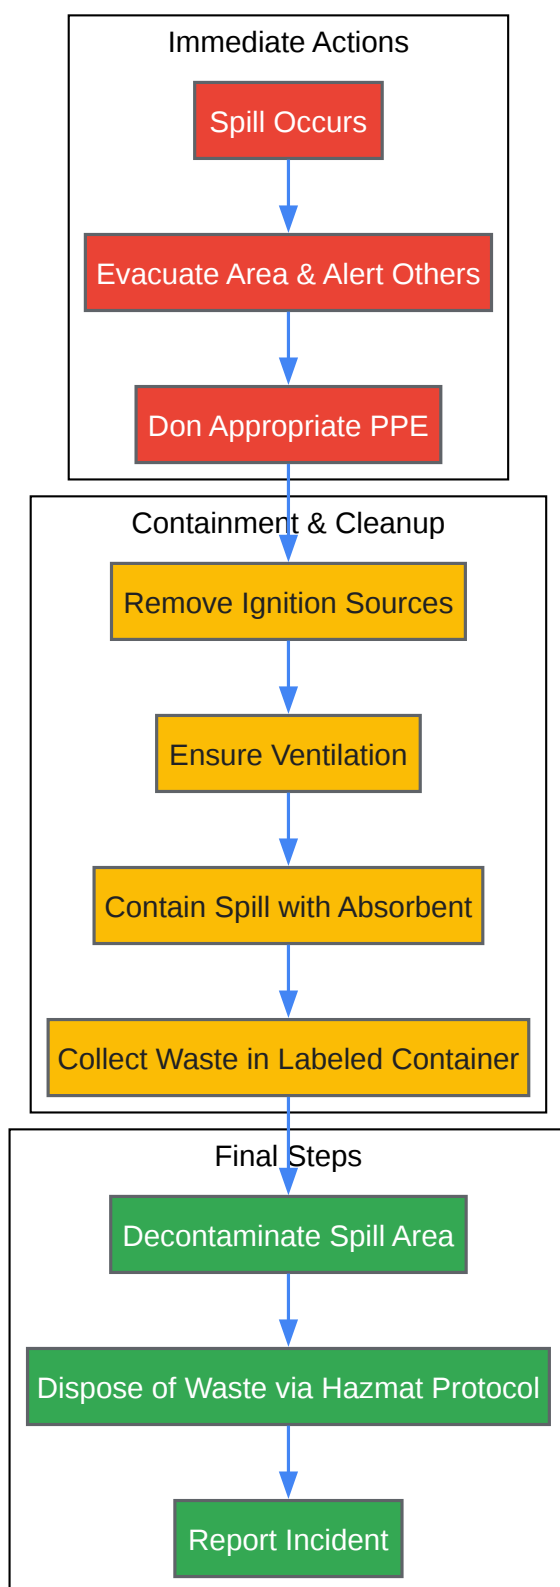 Immediate Actions
Spill Occurs
Evacuate Area & Alert Others
Don Appropriate PPE
Containment & Cleanup
Remove Ignition Sources
Ensure Ventilation
Contain Spill with Absorbent
Collect Waste in Labeled Container
Final Steps
Decontaminate Spill Area
Dispose of Waste via Hazmat Protocol
Report Incident